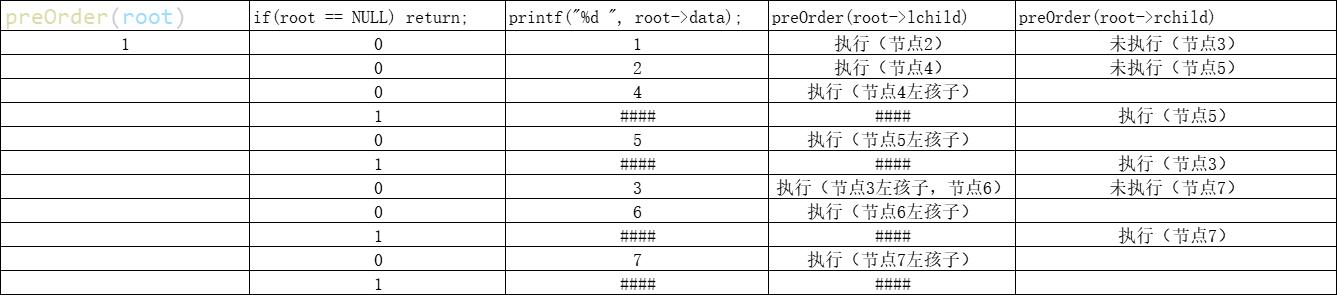 preOrder(root) if(root == NULL) return; printf("%d ", root->data); preOrder(root->lchild) preOrder(root->rchild)
1 0 1 执行（节点2） 未执行（节点3）
0 2 执行（节点4） 未执行（节点5）
0 4 执行（节点4左孩子）
1 #### #### 执行（节点5）
0 5 执行（节点5左孩子）
1 #### #### 执行（节点3）
0 3 执行（节点3左孩子，节点6） 未执行（节点7）
0 6 执行（节点6左孩子）
1 #### #### 执行（节点7）
0 7 执行（节点7左孩子）
1 #### ####